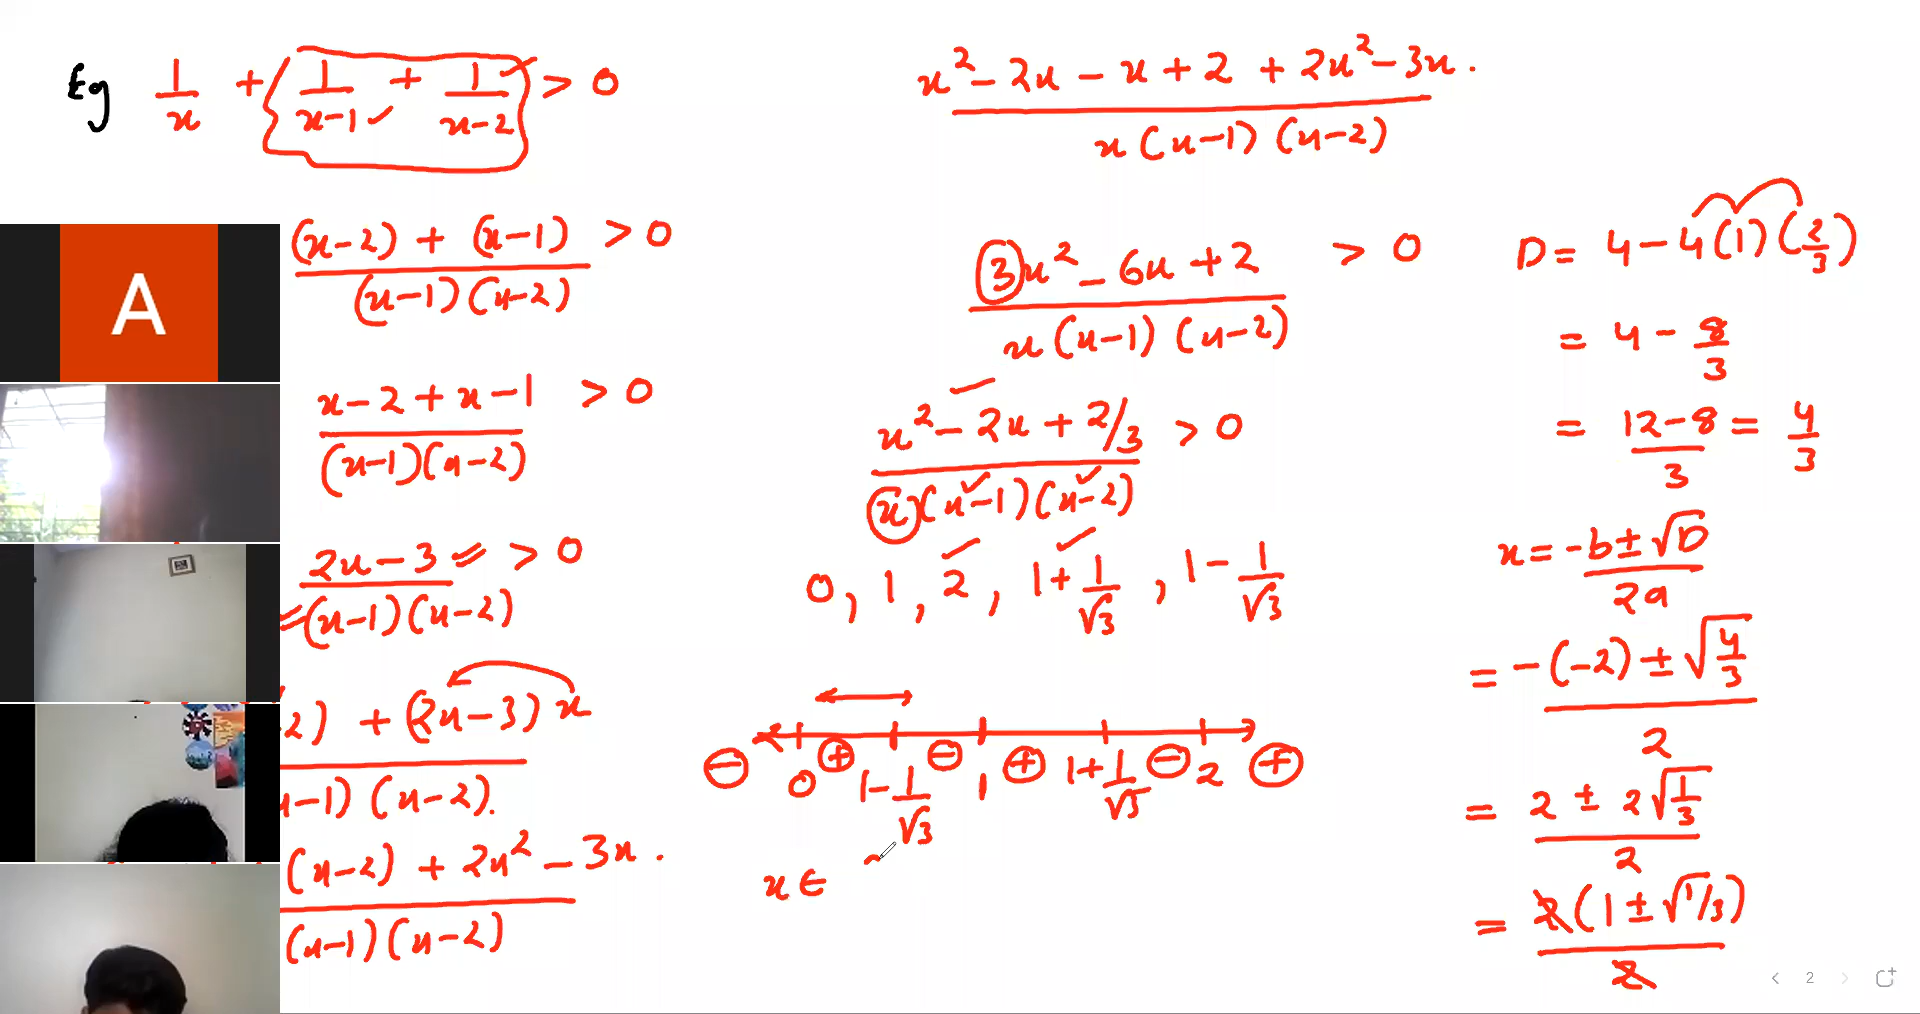 Eg 1/x + 1/x-1 + 1/x-2 > 0
(x-2) + (x-1) / (x-1)(x-2) > 0
A
x-2+x-1 / (x-1)(x-2) > 0
2x-3 / (x-1)(x-2) > 0
2) + (2x-3)x / x-1)(x-2).
(x-2) + 2x² - 3x. / (x-1)(x-2)
x² - 2x - x + 2 + 2x² - 3x. / x(x-1)(x-2)
3x² - 6x + 2 / x(x-1)(x-2) > 0
x² - 2x + 2/3 / x(x-1)(x-2) > 0
0, 1, 2, 1+1/√3, 1-1/√3
⊖ ⊕ ⊖ ⊕ ⊖ ⊕
0 1-1/√3 1 1+1/√3 2
x ∈
D = 4 - 4(1)(2/3)
= 4 - 8/3
= 12-8/3 = 4/3
x = -b±√D / 2a
= -(-2) ± √4/3 / 2
= 2 ± 2√1/3 / 2
= 2(1 ± √1/3) / 2
2